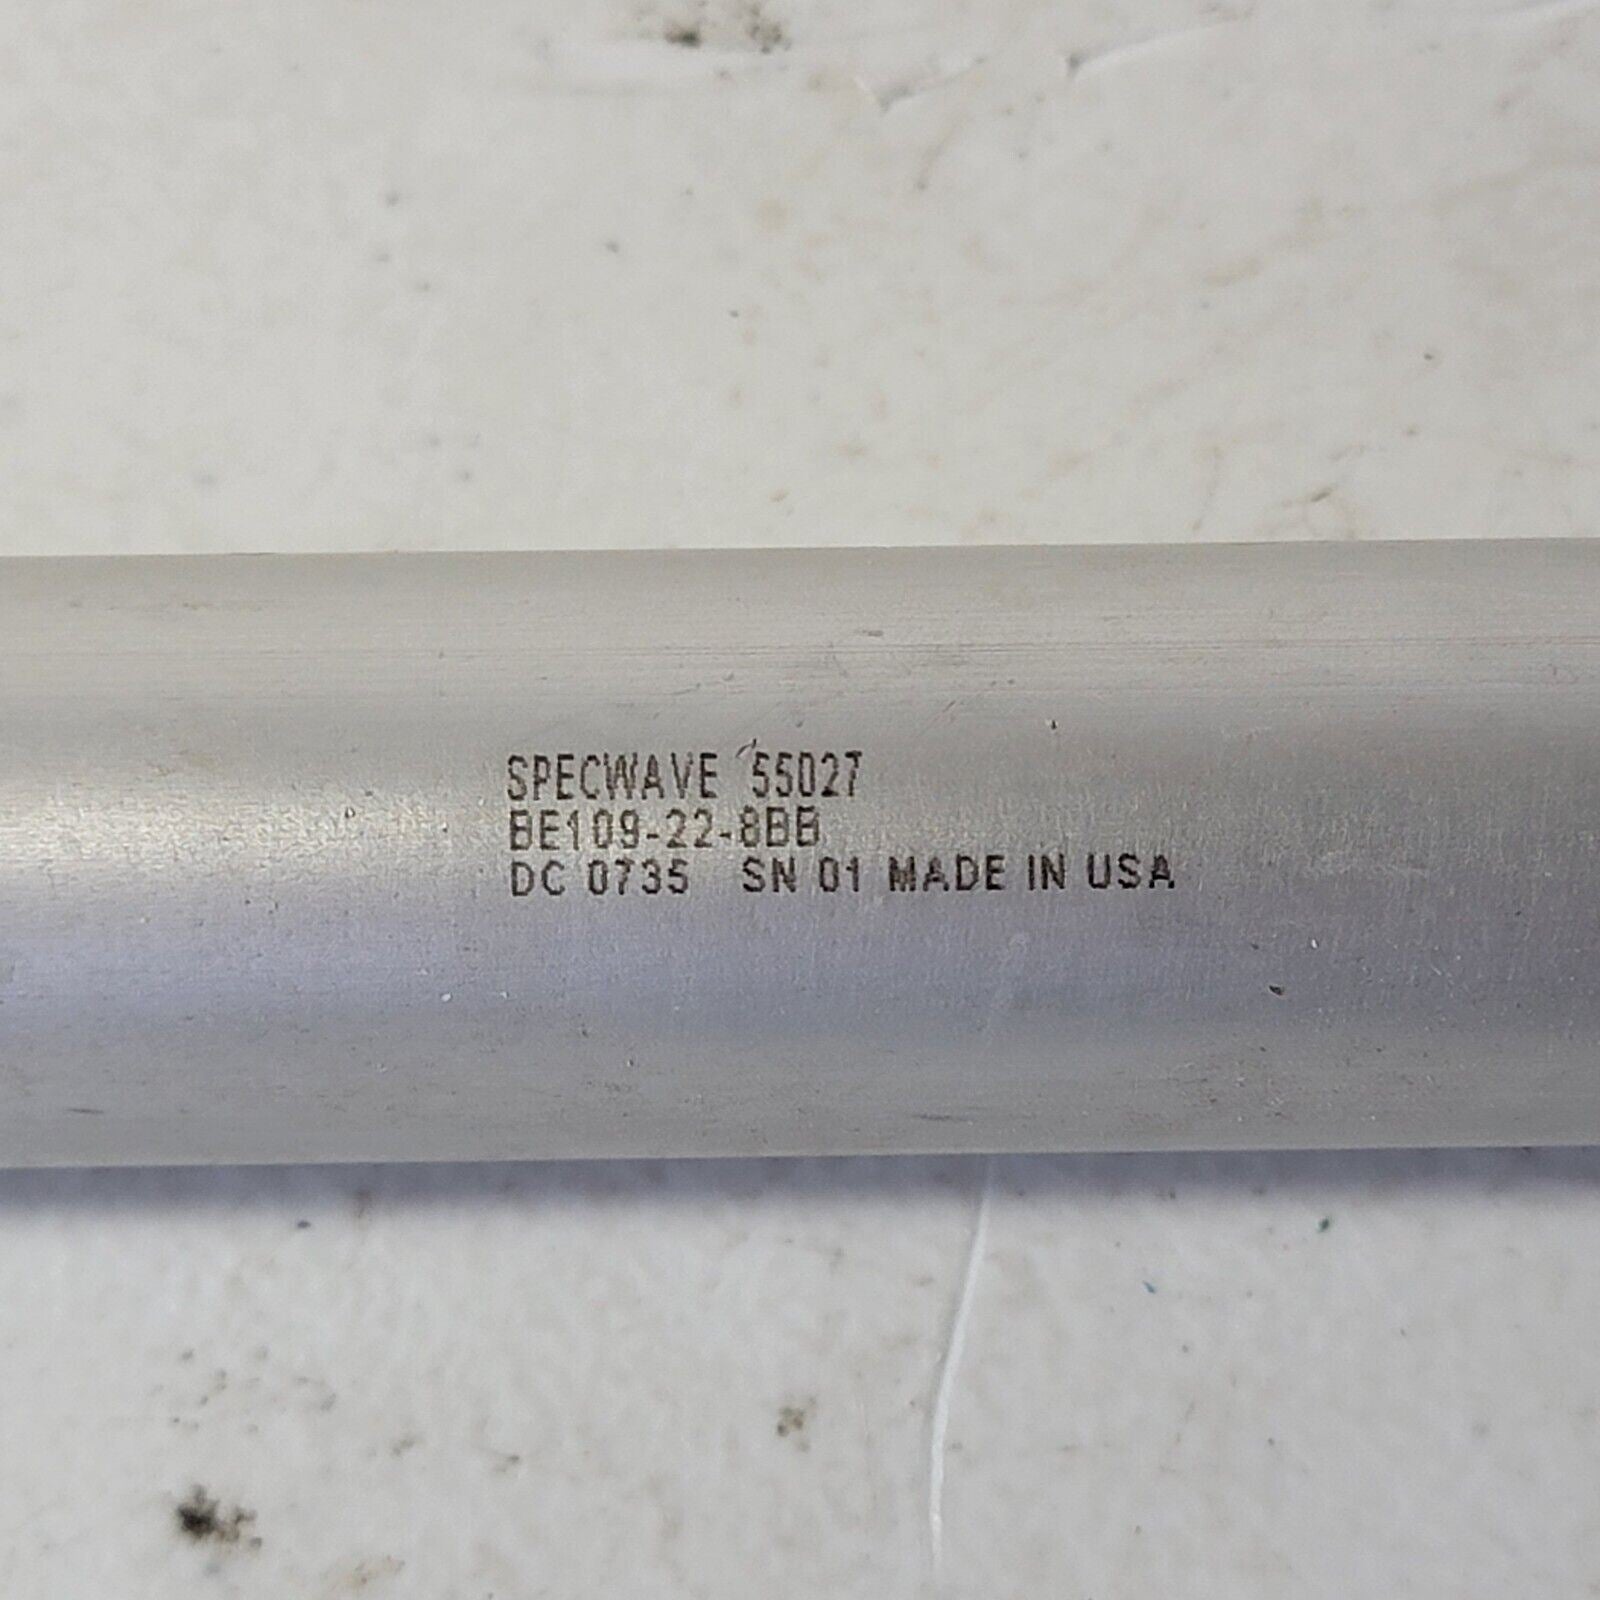 SPECWAVE 55027
BE109-22-8BB
DC 0735 SN 01 MADE IN USA